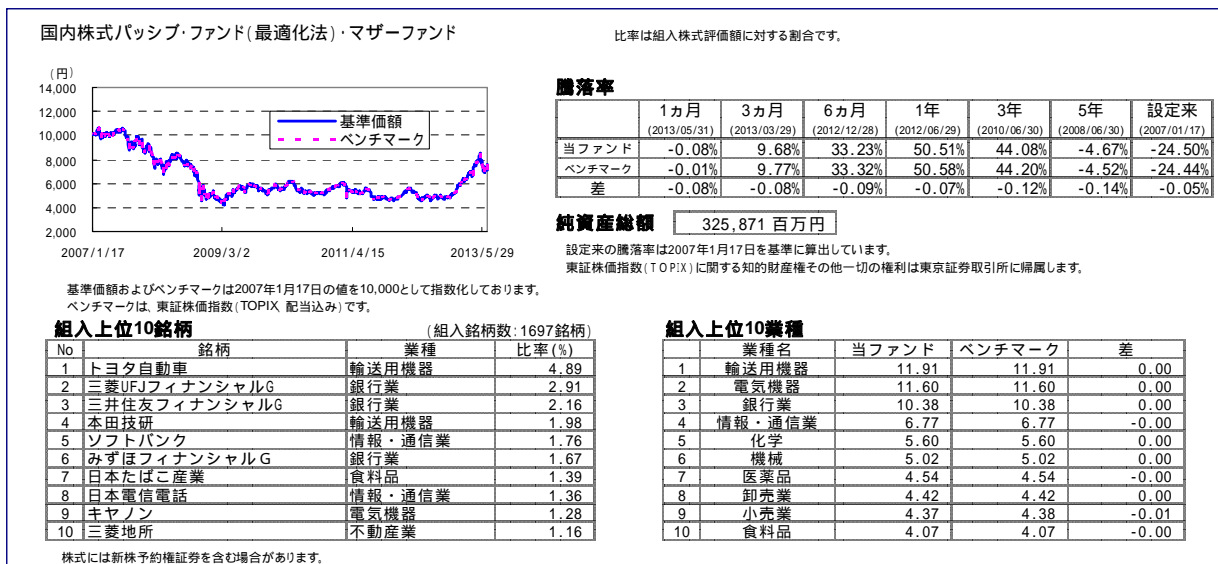 国内株式パッシブ・ファンド(最適化法)・マザーファンド
比率は組入株式評価額に対する割合です。
(円)
14,000
12,000
10,000
8,000
6,000
4,000
2,000
基準価額
ベンチマーク
2007/1/17 2009/3/2 2011/4/15 2013/5/29
基準価額およびベンチマークは2007年1月17日の値を10,000として指数化しております。
ベンチマークは、東証株価指数(TOPIX、配当込み)です。
騰落率
1ヵ月 3ヵ月 6ヵ月 1年 3年 5年 設定来
(2013/05/31) (2013/03/29) (2012/12/28) (2012/06/29) (2010/06/30) (2008/06/30) (2007/01/17)
当ファンド -0.08% 9.68% 33.23% 50.51% 44.08% -4.67% -24.50%
ベンチマーク -0.01% 9.77% 33.32% 50.58% 44.20% -4.52% -24.44%
差 -0.08% -0.08% -0.09% -0.07% -0.12% -0.14% -0.05%
純資産総額 325,871 百万円
設定来の騰落率は2007年1月17日を基準に算出しています。
東証株価指数(TOPIX)に関する知的財産権その他一切の権利は東京証券取引所に帰属します。
組入上位10銘柄 (組入銘柄数:1697銘柄)
No 銘柄 業種 比率(%)
1 トヨタ自動車 輸送用機器 4.89
2 三菱UFJフィナンシャルG 銀行業 2.91
3 三井住友フィナンシャルG 銀行業 2.16
4 本田技研 輸送用機器 1.98
5 ソフトバンク 情報・通信業 1.76
6 みずほフィナンシャルG 銀行業 1.67
7 日本たばこ産業 食料品 1.39
8 日本電信電話 情報・通信業 1.36
9 キヤノン 電気機器 1.28
10 三菱地所 不動産業 1.16
株式には新株予約権証券を含む場合があります。
組入上位10業種
業種名 当ファンド ベンチマーク 差
1 輸送用機器 11.91 11.91 0.00
2 電気機器 11.60 11.60 0.00
3 銀行業 10.38 10.38 0.00
4 情報・通信業 6.77 6.77 -0.00
5 化学 5.60 5.60 0.00
6 機械 5.02 5.02 0.00
7 医薬品 4.54 4.54 -0.00
8 卸売業 4.42 4.42 0.00
9 小売業 4.37 4.38 -0.01
10 食料品 4.07 4.07 -0.00